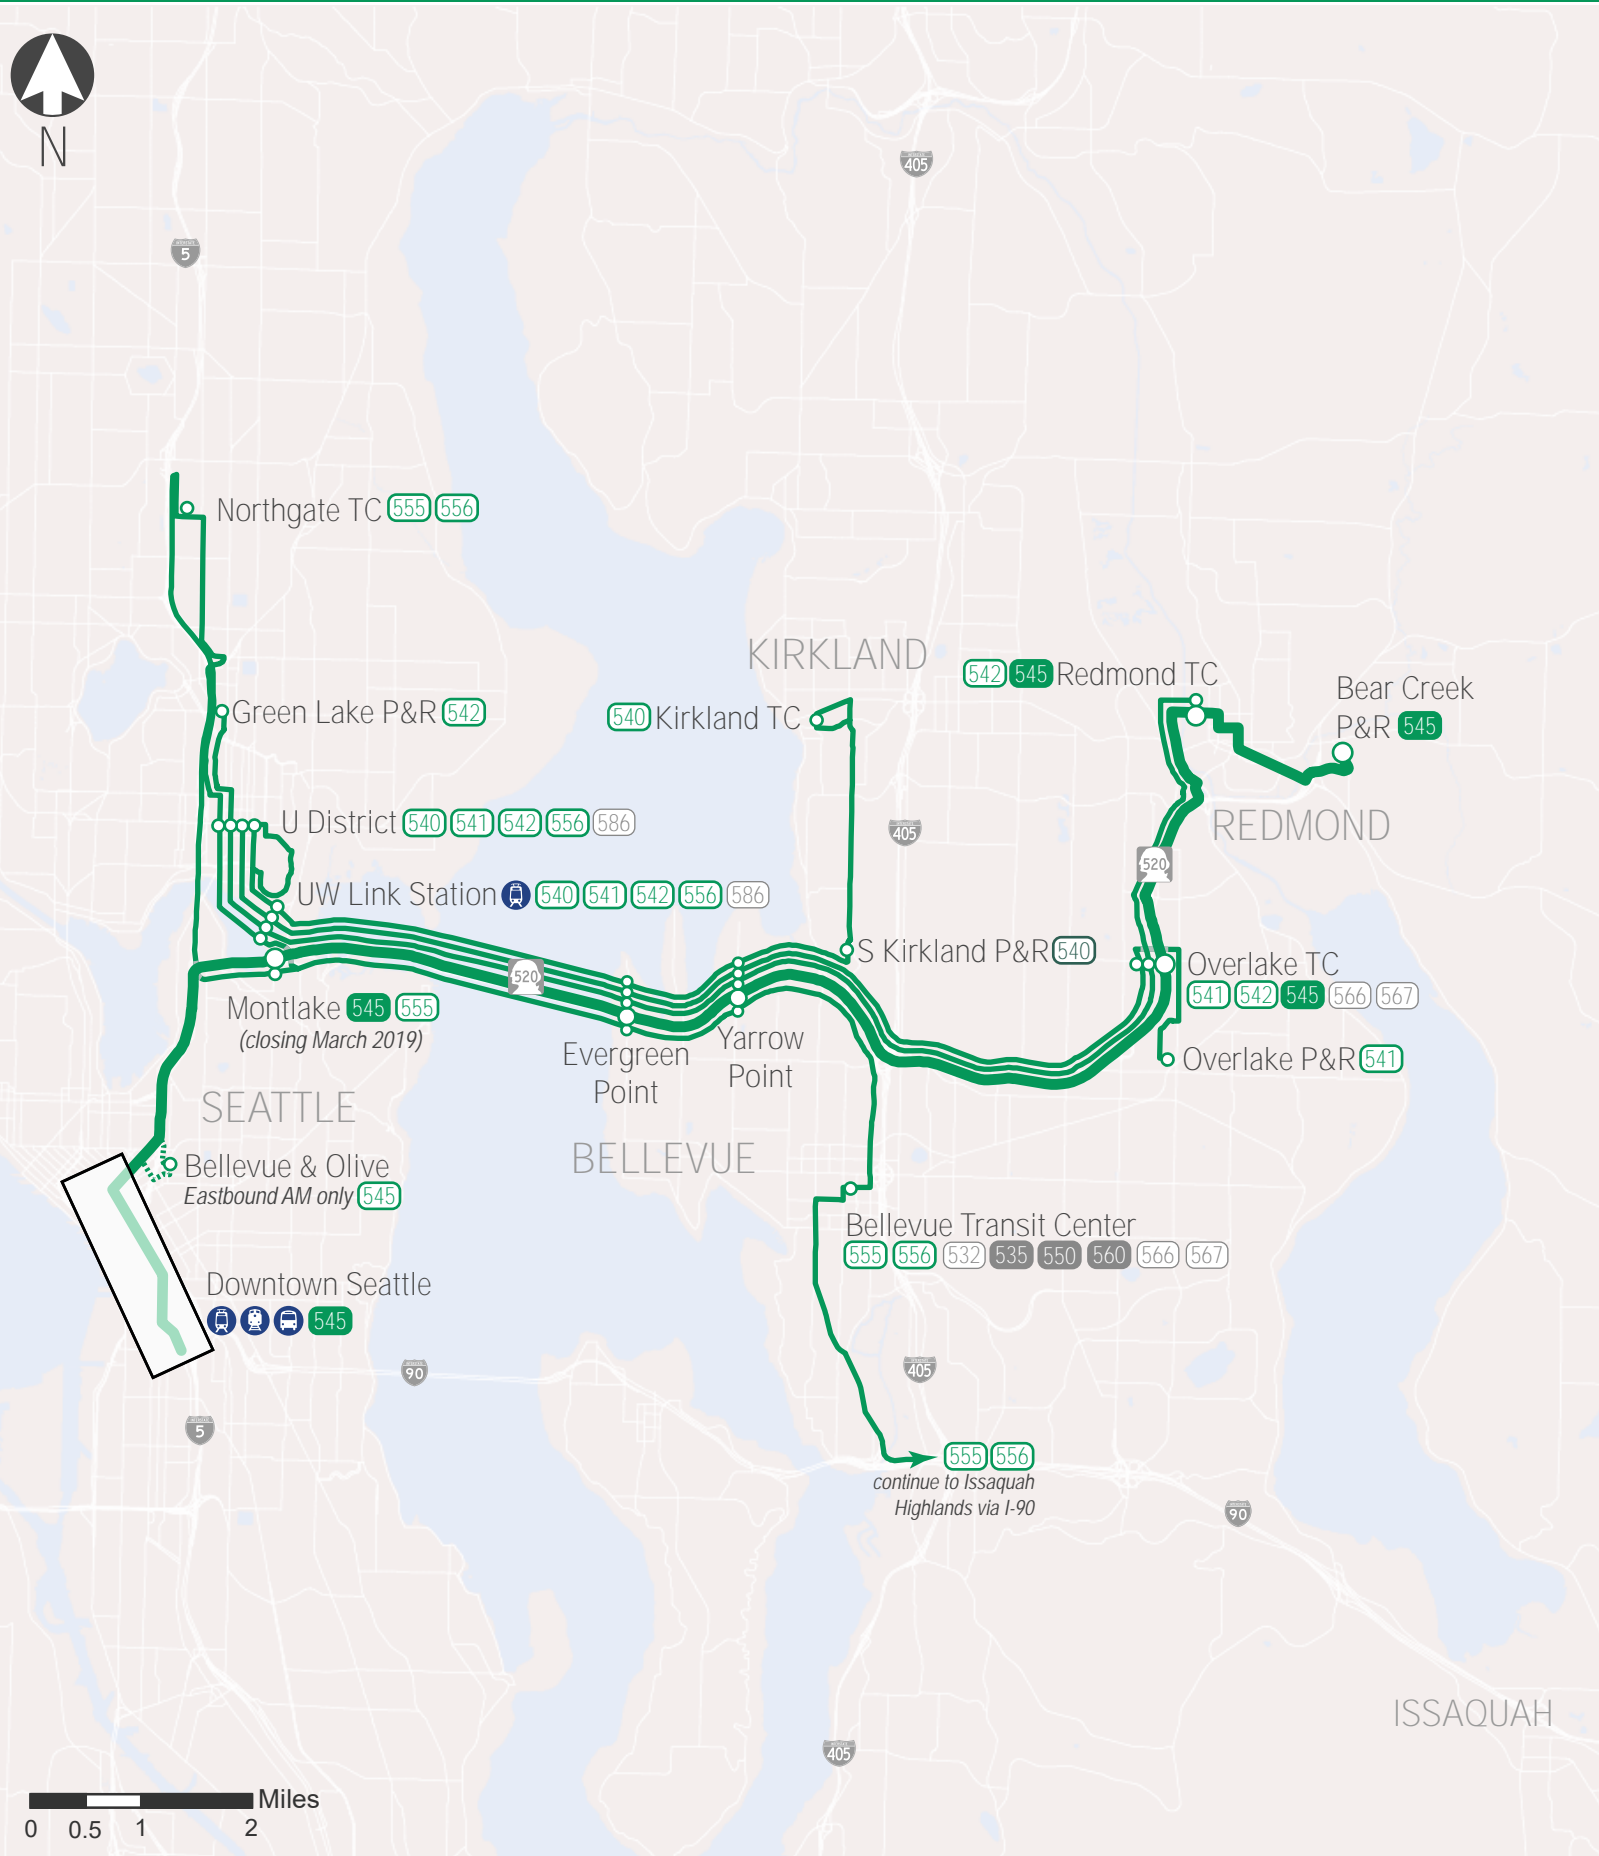 N
405
5
Northgate TC 555 556
KIRKLAND
542 545 Redmond TC
Bear Creek
P&R 545
Green Lake P&R 542
540 Kirkland TC
U District 540 541 542 556 586
405
REDMOND
520
UW Link Station 540 541 542 556 586
S Kirkland P&R 540
520
Overlake TC
541 542 545 566 567
Montlake 545 555
(closing March 2019)
Evergreen
Point
Yarrow
Point
Overlake P&R 541
SEATTLE
BELLEVUE
Bellevue & Olive
Eastbound AM only 545
Bellevue Transit Center
555 556 532 535 550 560 566 567
Downtown Seattle
545
90
405
5
555 556
continue to Issaquah
Highlands via I-90
90
ISSAQUAH
405
Miles
0 0.5 1 2